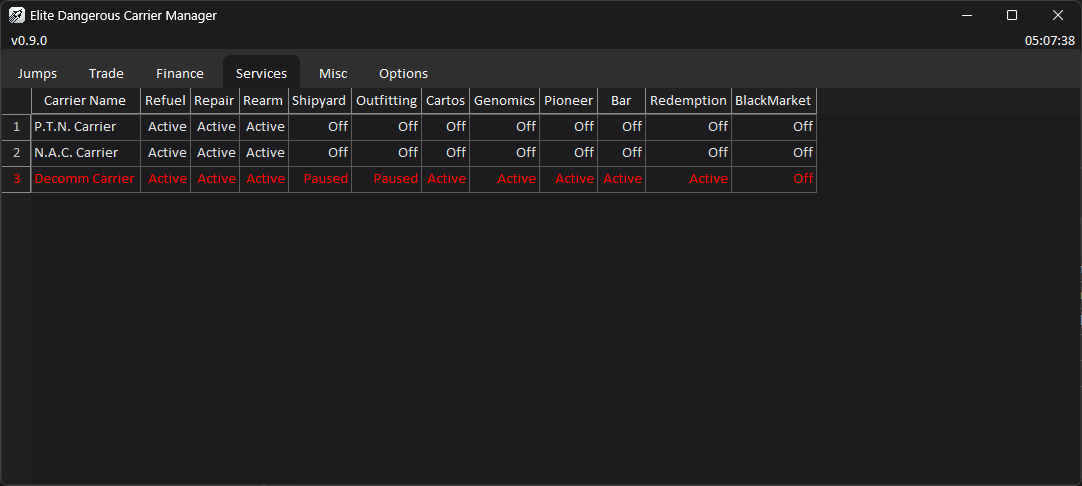 Elite Dangerous Carrier Manager
v0.9.0 05:07:38
Jumps Trade Finance Services Misc Options
Carrier Name Refuel Repair Rearm Shipyard Outfitting Cartos Genomics Pioneer Bar Redemption BlackMarket
1 P.T.N. Carrier Active Active Active Off Off Off Off Off Off Off Off
2 N.A.C. Carrier Active Active Active Off Off Off Off Off Off Off Off
3 Decomm Carrier Active Active Active Paused Paused Active Active Active Active Active Off